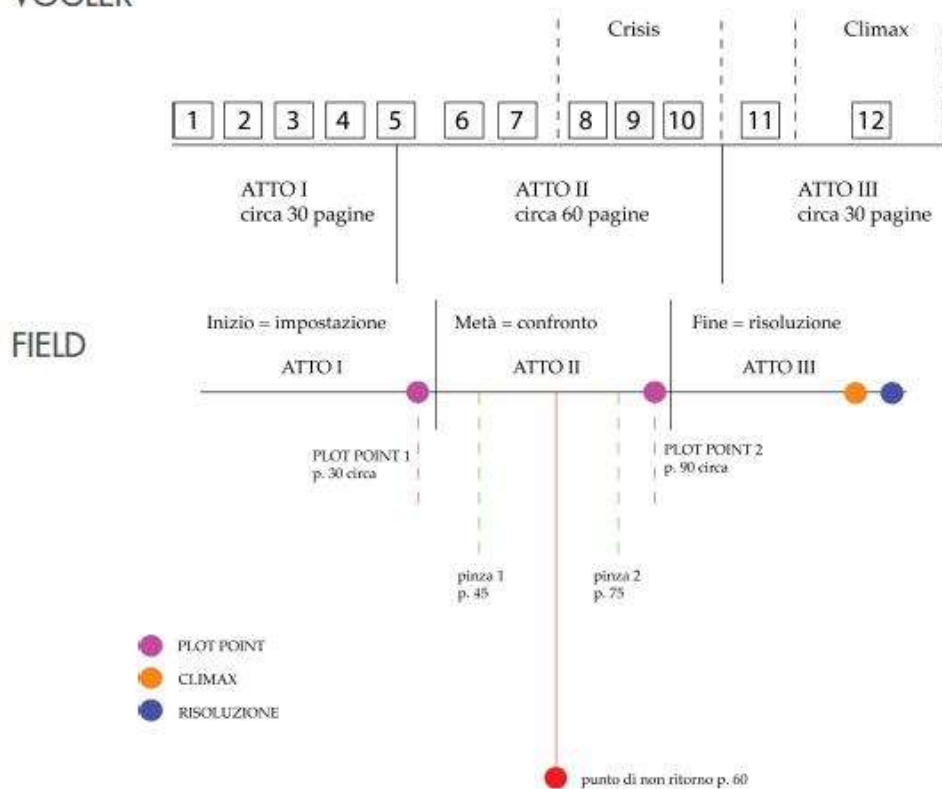 VOGLER
Crisis
Climax
1 2 3 4 5 6 7 8 9 10 11 12
ATTO I
circa 30 pagine
ATTO II
circa 60 pagine
ATTO III
circa 30 pagine
FIELD
Inizio = impostazione
Metà = confronto
Fine = risoluzione
ATTO I
ATTO II
ATTO III
PLOT POINT 1
p. 30 circa
PLOT POINT 2
p. 90 circa
pinza 1
p. 45
pinza 2
p. 75
PLOT POINT
CLIMAX
RISOLUZIONE
punto di non ritorno p. 60